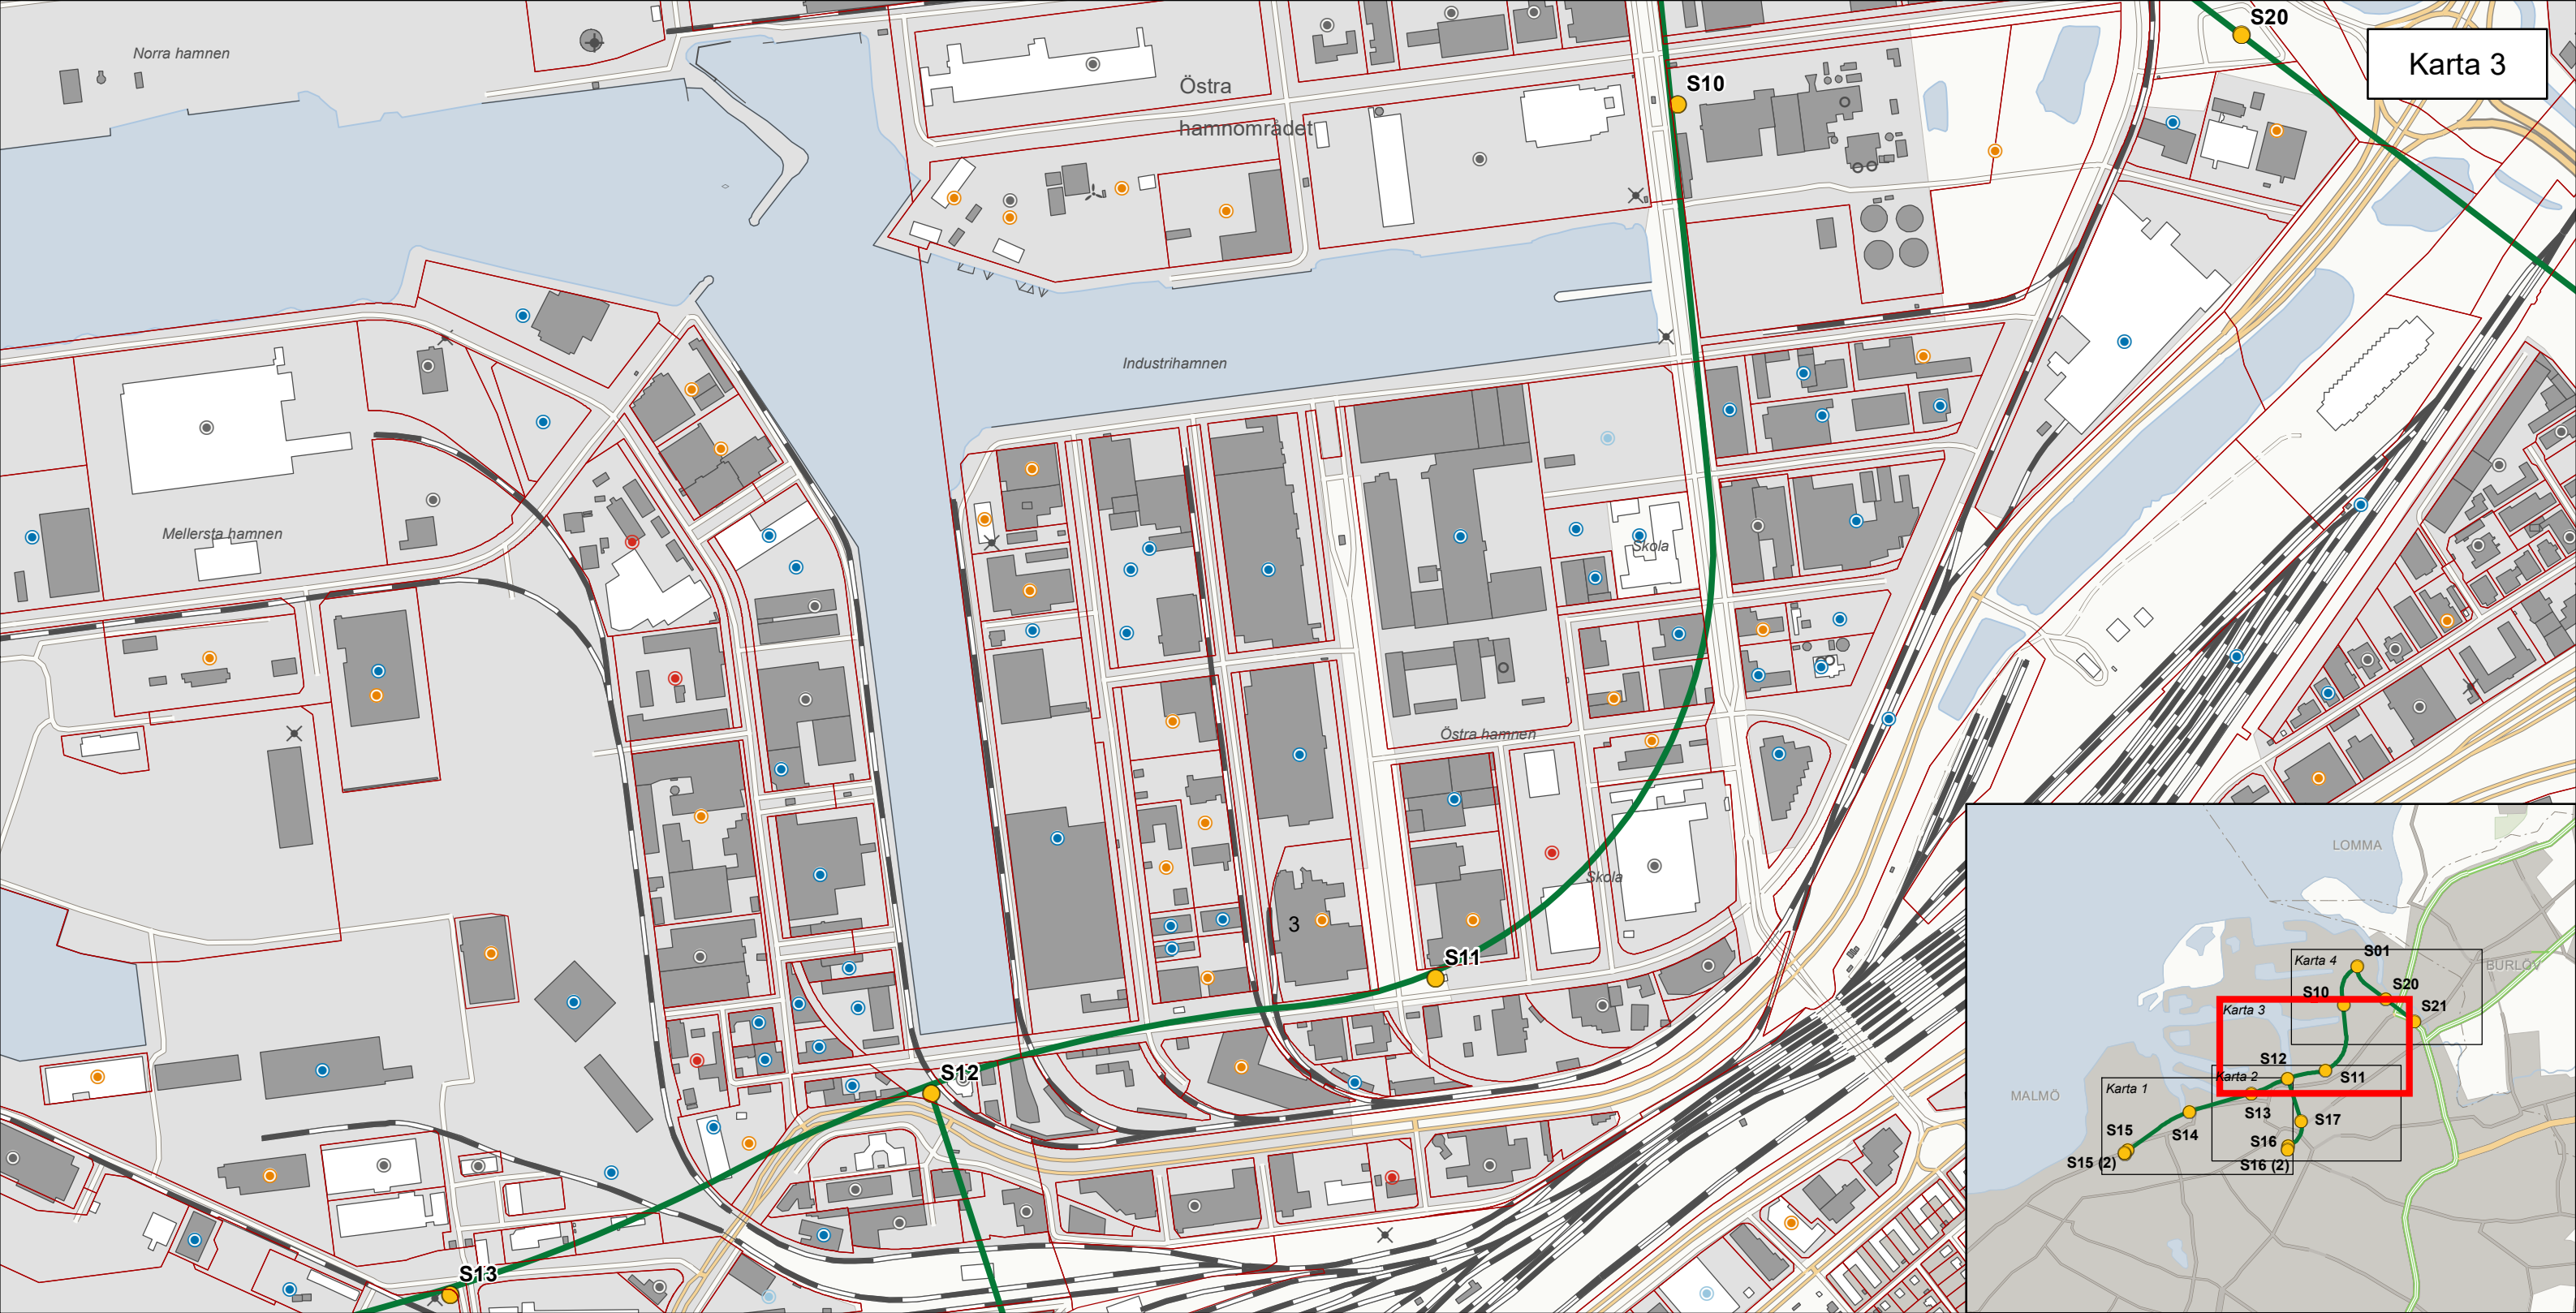 Norra hamnen
S20
Karta 3
S10
Östra
hamnområdet
Industrihamnen
Mellersta hamnen
Skola
Östra hamnen
Skola
3
S11
S12
S13
LOMMA
Karta 4
S01
BURLÖV
S20
S10
S21
Karta 3
S12
S11
Karta 2
MALMÖ
Karta 1
S13
S17
S15
S14
S16
S15 (2)
S16 (2)